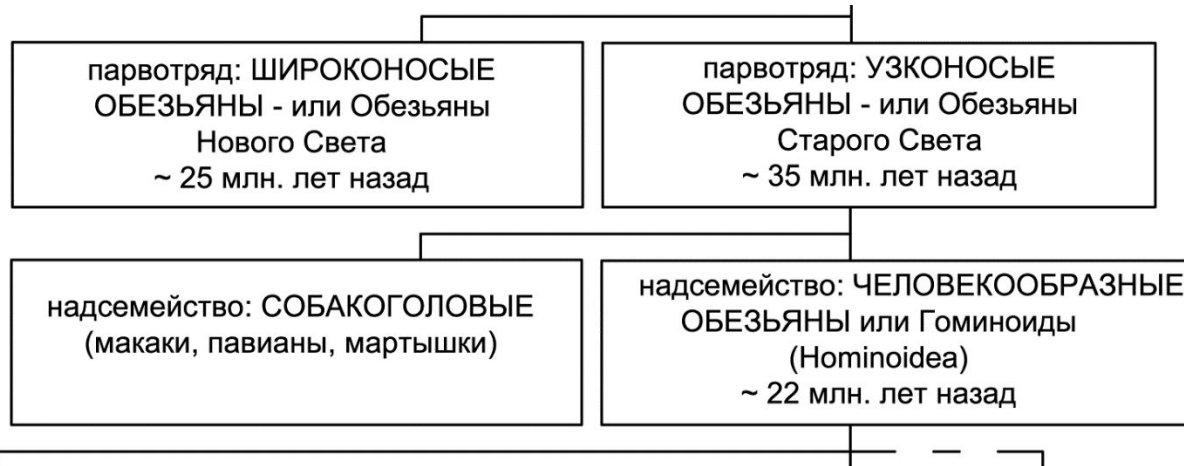 парвотряд: ШИРОКОНОСЫЕ
ОБЕЗЬЯНЫ - или Обезьяны
Нового Света
~ 25 млн. лет назад
парвотряд: УЗКОНОСЫЕ
ОБЕЗЬЯНЫ - или Обезьяны
Старого Света
~ 35 млн. лет назад
надсемейство: СОБАКОГОЛОВЫЕ
(макаки, павианы, мартышки)
надсемейство: ЧЕЛОВЕКООБРАЗНЫЕ
ОБЕЗЬЯНЫ или Гоминоиды
(Hominoidea)
~ 22 млн. лет назад